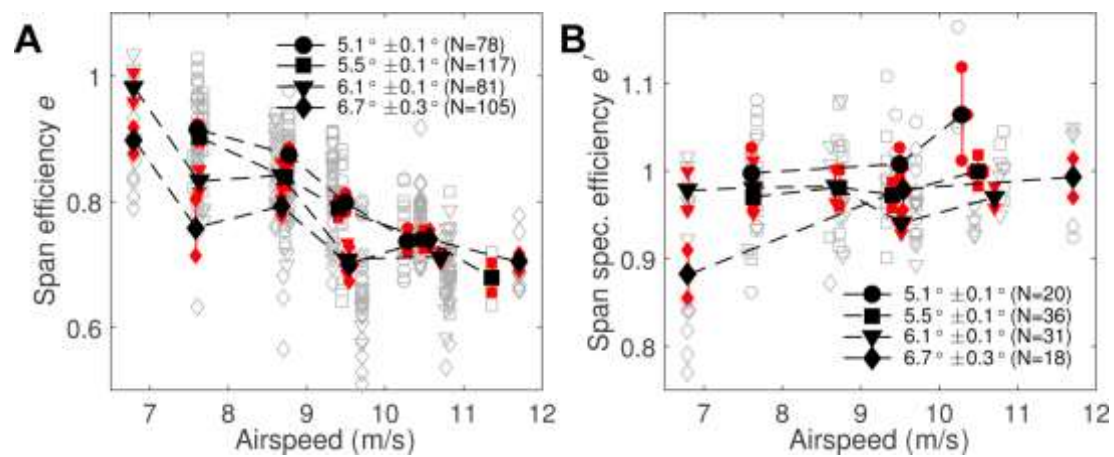 A
5.1° ±0.1° (N=78)
5.5° ±0.1° (N=117)
6.1° ±0.1° (N=81)
6.7° ±0.3° (N=105)
Span efficiency e
1
0.8
0.6
7 8 9 10 11 12
Airspeed (m/s)
B
Span spec. efficiency e′
1.1
1
0.9
0.8
5.1° ±0.1° (N=20)
5.5° ±0.1° (N=36)
6.1° ±0.1° (N=31)
6.7° ±0.3° (N=18)
7 8 9 10 11 12
Airspeed (m/s)